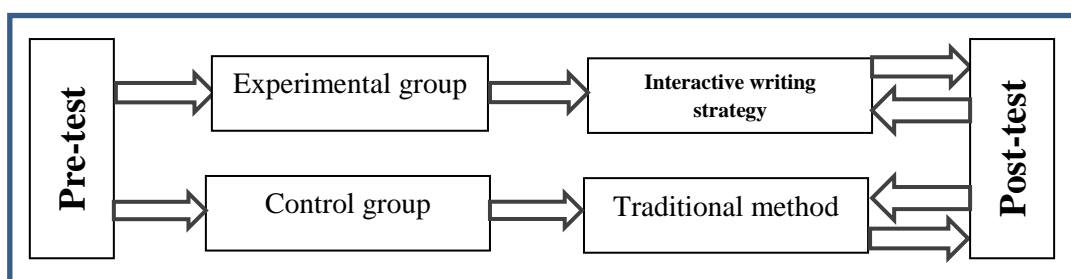 Pre-test
Experimental group
Interactive writing
strategy
Control group
Traditional method
Post-test